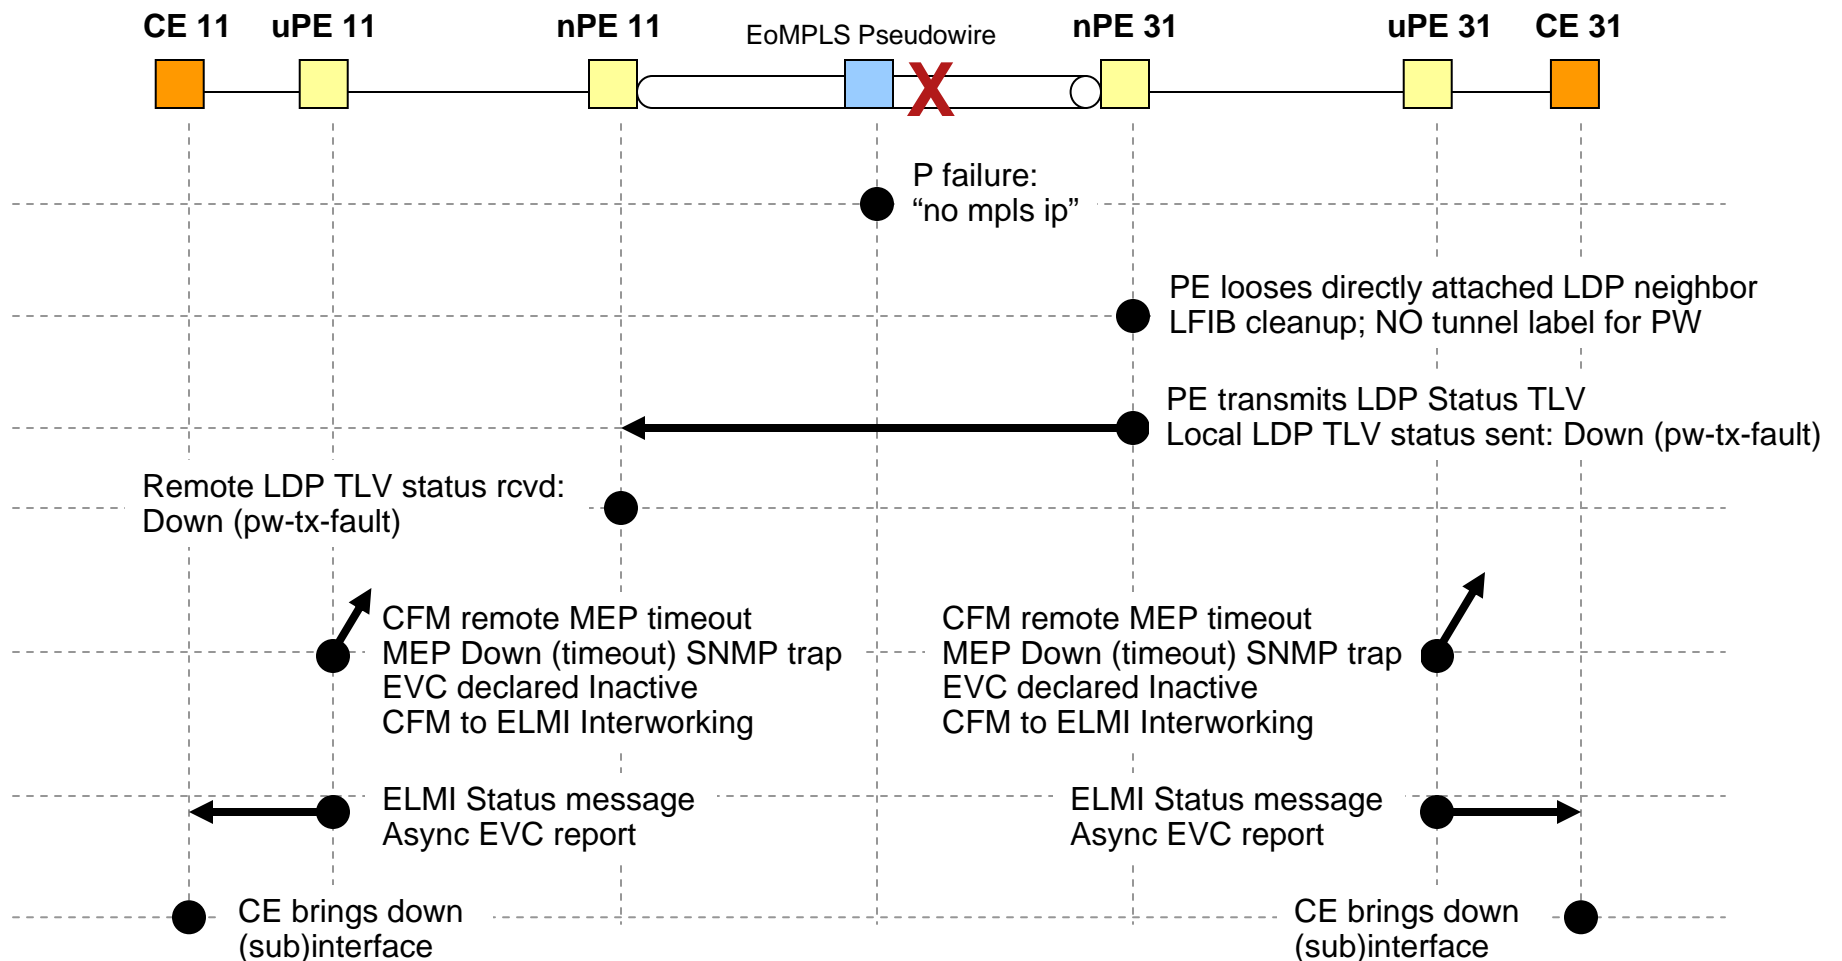 CE 11 uPE 11 nPE 11 EoMPLS Pseudowire nPE 31 uPE 31 CE 31
X
P failure:
“no mpls ip”
PE looses directly attached LDP neighbor
LFIB cleanup; NO tunnel label for PW
PE transmits LDP Status TLV
Local LDP TLV status sent: Down (pw-tx-fault)
Remote LDP TLV status rcvd:
Down (pw-tx-fault)
CFM remote MEP timeout
MEP Down (timeout) SNMP trap
EVC declared Inactive
CFM to ELMI Interworking
CFM remote MEP timeout
MEP Down (timeout) SNMP trap
EVC declared Inactive
CFM to ELMI Interworking
ELMI Status message
Async EVC report
ELMI Status message
Async EVC report
CE brings down
(sub)interface
CE brings down
(sub)interface